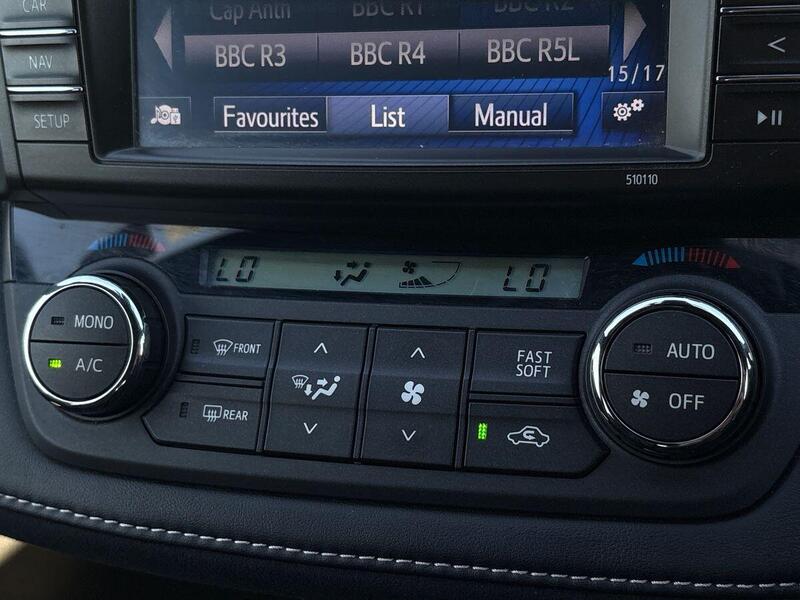 CAR
Cap Anth BBC R1 BBC R2
NAV
BBC R3 BBC R4 BBC R5L
15/17
SETUP
Favourites List Manual
510110
LO LO
MONO
A/C
FRONT
REAR
FAST
SOFT
AUTO
OFF